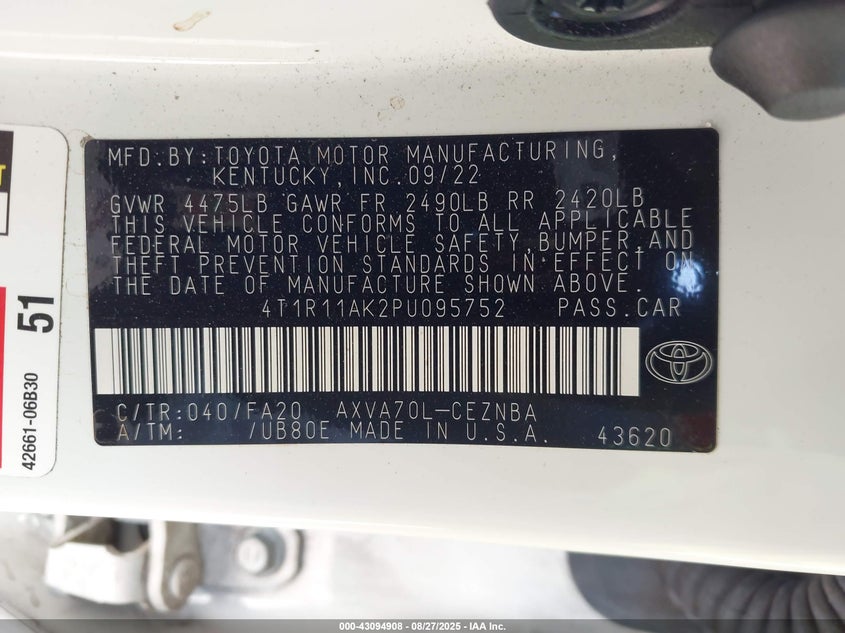 MFD.BY:TOYOTA MOTOR MANUFACTURING,
KENTUCKY,INC.09/22
GVWR 4475LB GAWR FR 2490LB RR 2420LB
THIS VEHICLE CONFORMS TO ALL APPLICABLE
FEDERAL MOTOR VEHICLE SAFETY,BUMPER,AND
THEFT PREVENTION STANDARDS IN EFFECT ON
THE DATE OF MANUFACTURE SHOWN ABOVE.
4T1R11AK2PU095752 PASS.CAR
C/TR:040/FA20 AXVA70L-CEZNBA
A/TM: /UB80E MADE IN U.S.A. 43620
51
42661-06B30
000-43094908 - 08/27/2025 - IAA Inc.